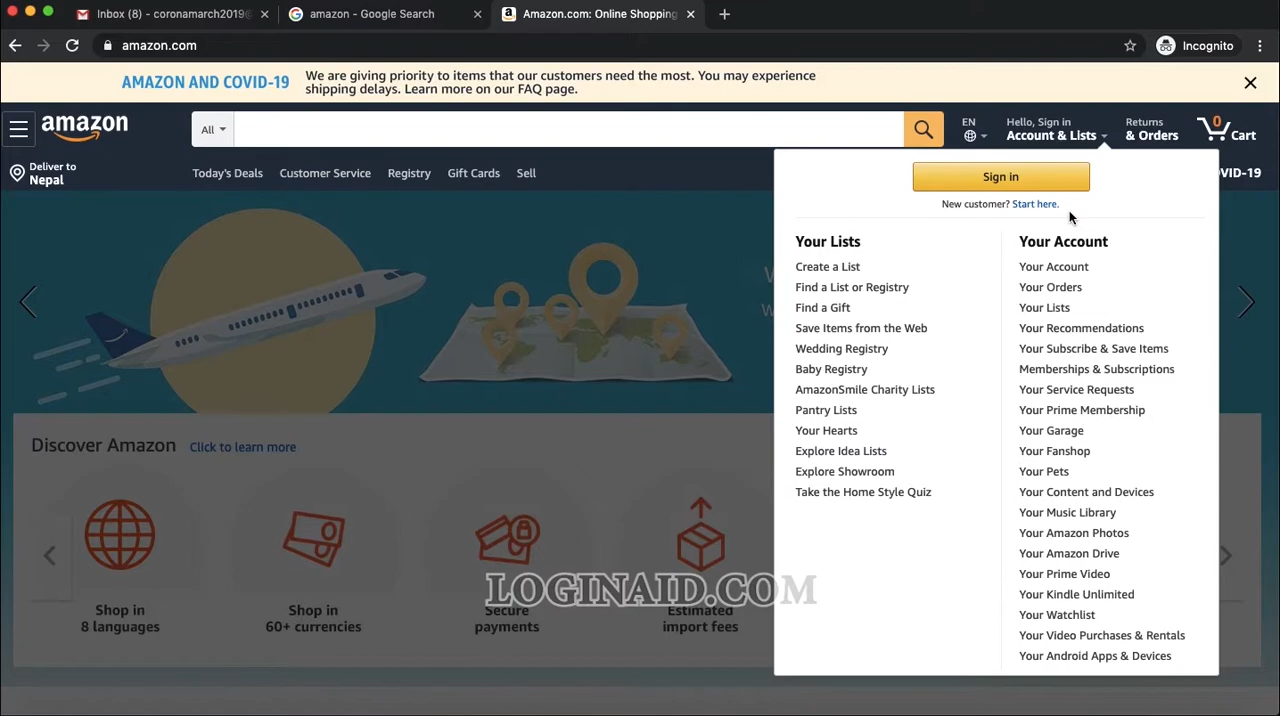 Inbox (8) - coronamarch2019@
amazon - Google Search
Amazon.com: Online Shopping
amazon.com
Incognito
AMAZON AND COVID-19
We are giving priority to items that our customers need the most. You may experience
shipping delays. Learn more on our FAQ page.
amazon
All
EN
Hello, Sign in
Account & Lists
Returns
& Orders
0
Cart
Deliver to
Nepal
Today's Deals
Customer Service
Registry
Gift Cards
Sell
VID-19
Sign in
New customer? Start here.
Your Lists
Create a List
Find a List or Registry
Find a Gift
Save Items from the Web
Wedding Registry
Baby Registry
AmazonSmile Charity Lists
Pantry Lists
Your Hearts
Explore Idea Lists
Explore Showroom
Take the Home Style Quiz
Your Account
Your Account
Your Orders
Your Lists
Your Recommendations
Your Subscribe & Save Items
Memberships & Subscriptions
Your Service Requests
Your Prime Membership
Your Garage
Your Fanshop
Your Pets
Your Content and Devices
Your Music Library
Your Amazon Photos
Your Amazon Drive
Your Prime Video
Your Kindle Unlimited
Your Watchlist
Your Video Purchases & Rentals
Your Android Apps & Devices
Discover Amazon
Click to learn more
Shop in
8 languages
Shop in
60+ currencies
Secure
payments
Estimated
import fees
LOGINAID.COM